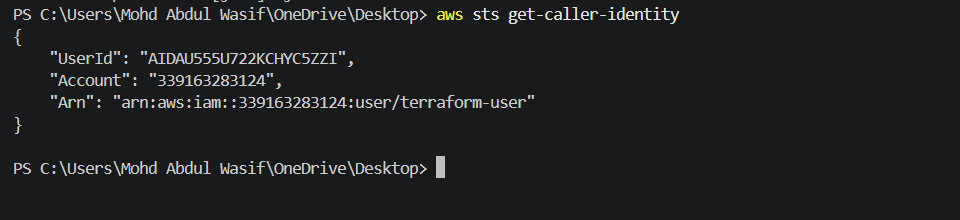 PS C:\Users\Mohd Abdul Wasif\OneDrive\Desktop> aws sts get-caller-identity
{
    "UserId": "AIDAU555U722KCHYC5ZZI",
    "Account": "339163283124",
    "Arn": "arn:aws:iam::339163283124:user/terraform-user"
}
PS C:\Users\Mohd Abdul Wasif\OneDrive\Desktop>